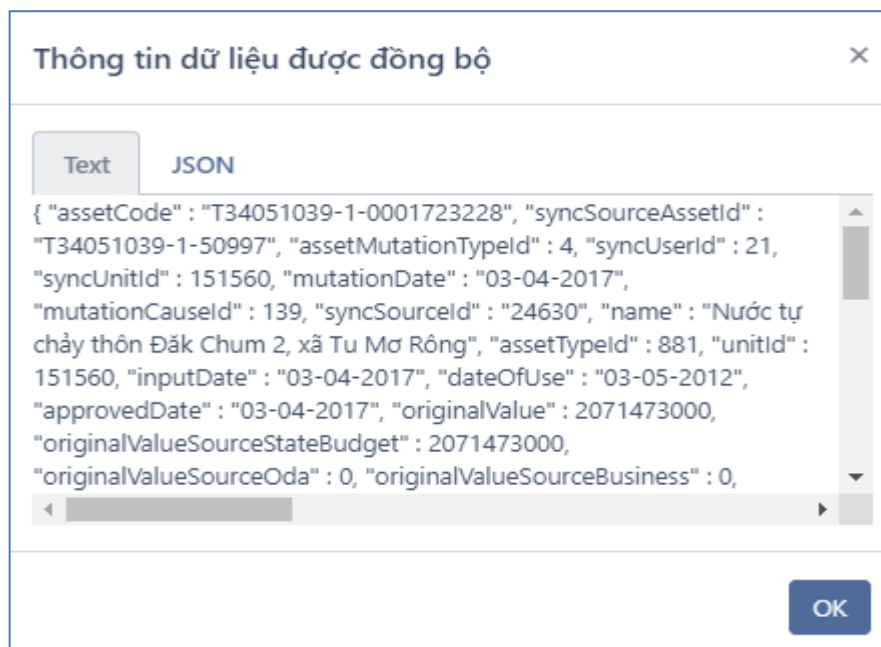 Thông tin dữ liệu được đồng bộ
×
Text JSON
{ "assetCode" : "T34051039-1-0001723228", "syncSourceAssetId" :
"T34051039-1-50997", "assetMutationTypeId" : 4, "syncUserId" : 21,
"syncUnitId" : 151560, "mutationDate" : "03-04-2017",
"mutationCauseId" : 139, "syncSourceId" : "24630", "name" : "Nước tự
chảy thôn Đăk Chum 2, xã Tu Mơ Rông", "assetTypeId" : 881, "unitId" :
151560, "inputDate" : "03-04-2017", "dateOfUse" : "03-05-2012",
"approvedDate" : "03-04-2017", "originalValue" : 2071473000,
"originalValueSourceStateBudget" : 2071473000,
"originalValueSourceOda" : 0, "originalValueSourceBusiness" : 0,
OK